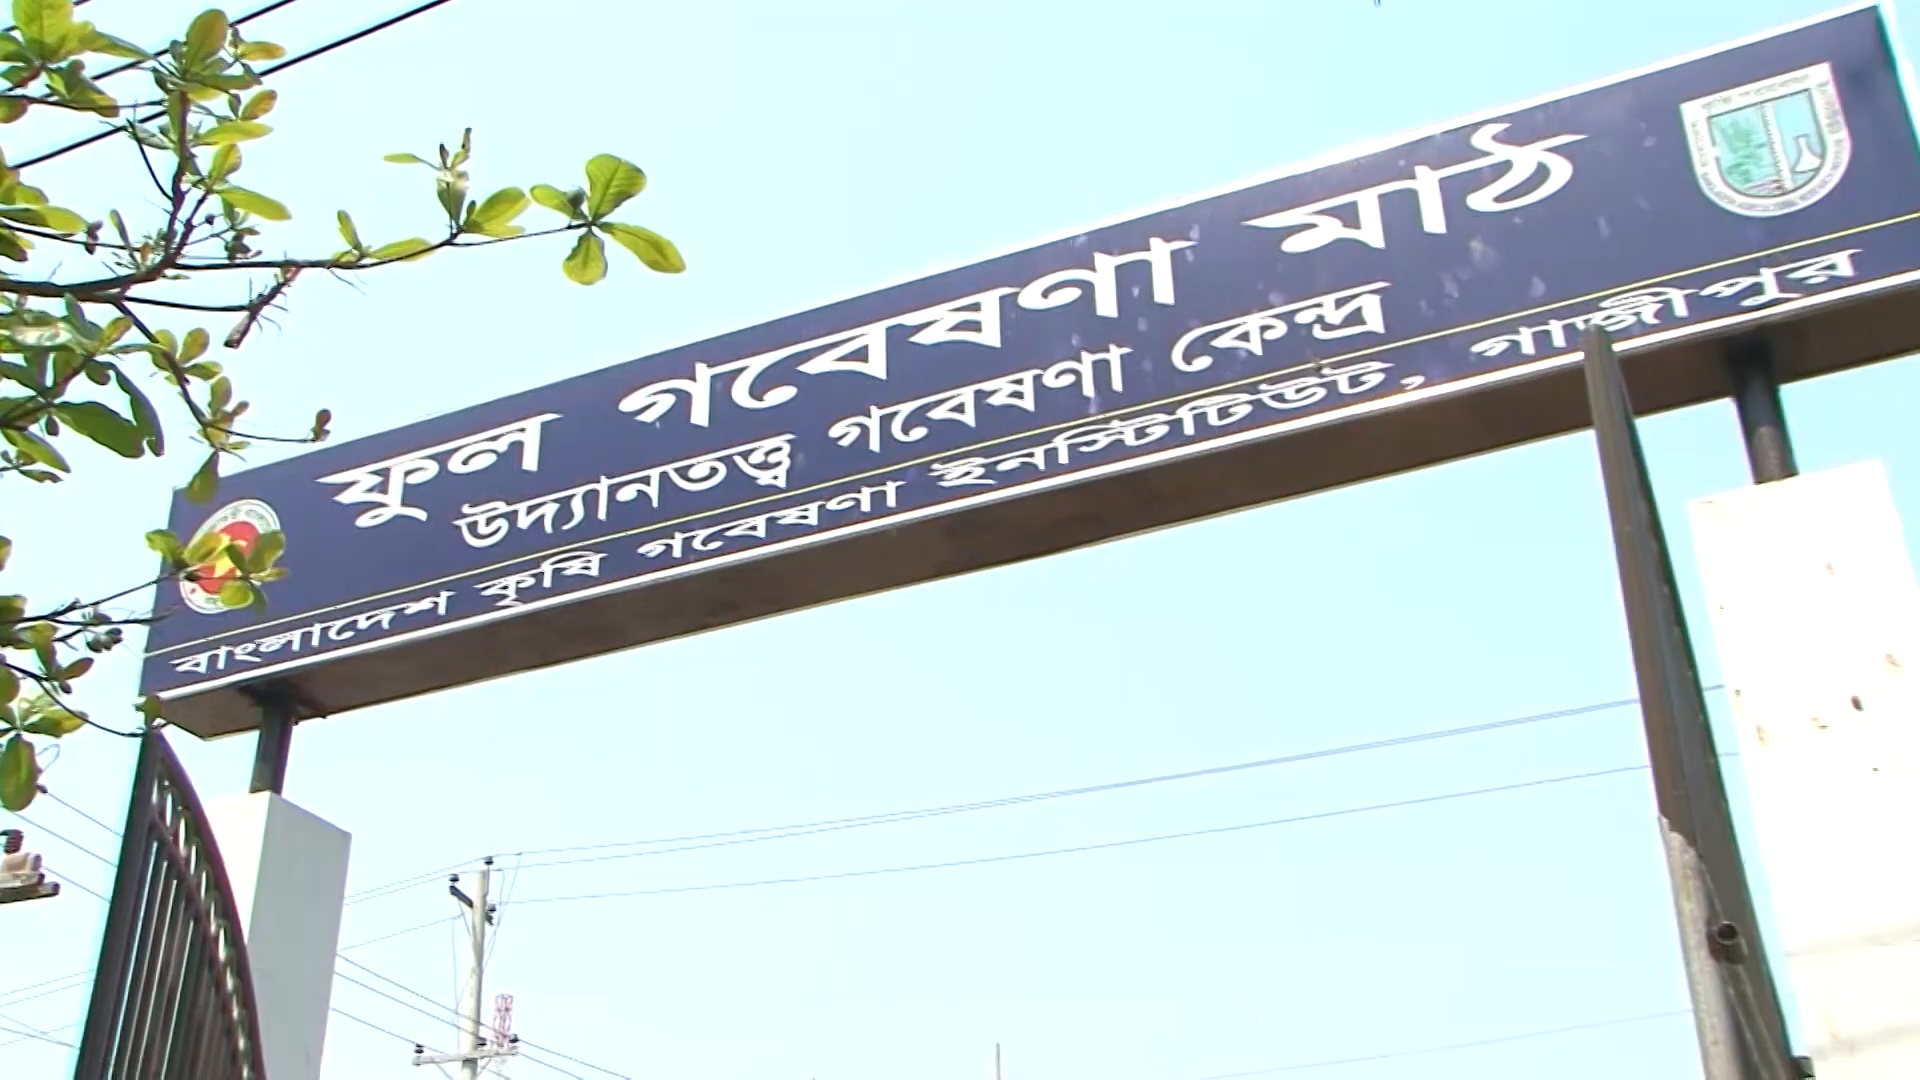 ফুল গবেষণা মাঠ
উদ্যানতত্ত্ব গবেষণা কেন্দ্র
বাংলাদেশ কৃষি গবেষণা ইনস্টিটিউট, গাজীপুর